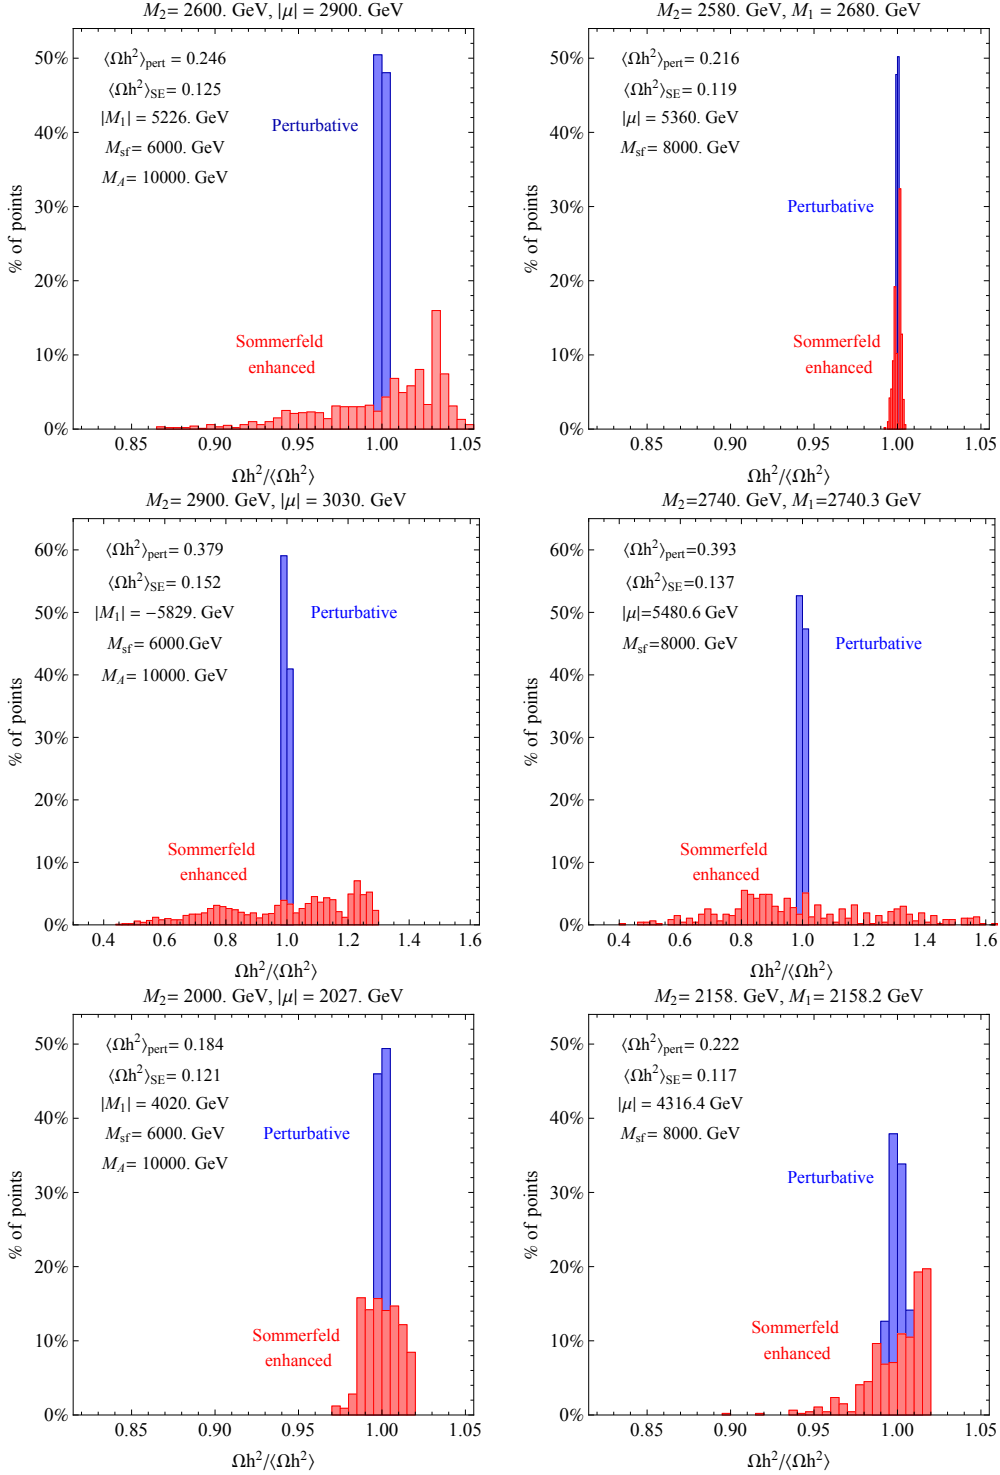 M₂= 2600. GeV, |μ| = 2900. GeV
50%
40%
30%
20%
10%
0%
% of points
⟨Ωh²⟩pert = 0.246
⟨Ωh²⟩SE = 0.125
|M₁| = 5226. GeV
Msf= 6000. GeV
MA= 10000. GeV
Perturbative
Sommerfeld
enhanced
0.85 0.90 0.95 1.00 1.05
Ωh²/⟨Ωh²⟩
M₂= 2580. GeV, M₁= 2680. GeV
50%
40%
30%
20%
10%
0%
% of points
⟨Ωh²⟩pert = 0.216
⟨Ωh²⟩SE = 0.119
|μ| = 5360. GeV
Msf= 8000. GeV
Perturbative
Sommerfeld
enhanced
0.85 0.90 0.95 1.00 1.05
Ωh²/⟨Ωh²⟩
M₂= 2900. GeV, |μ| = 3030. GeV
60%
50%
40%
30%
20%
10%
0%
% of points
⟨Ωh²⟩pert= 0.379
⟨Ωh²⟩SE= 0.152
|M₁| = −5829. GeV
Msf= 6000.GeV
MA= 10000. GeV
Perturbative
Sommerfeld
enhanced
0.4 0.6 0.8 1.0 1.2 1.4 1.6
Ωh²/⟨Ωh²⟩
M₂=2740. GeV, M₁=2740.3 GeV
60%
50%
40%
30%
20%
10%
0%
% of points
⟨Ωh²⟩pert=0.393
⟨Ωh²⟩SE=0.137
|μ|=5480.6 GeV
Msf=8000. GeV
Perturbative
Sommerfeld
enhanced
0.4 0.6 0.8 1.0 1.2 1.4 1.6
Ωh²/⟨Ωh²⟩
M₂= 2000. GeV, |μ| = 2027. GeV
50%
40%
30%
20%
10%
0%
% of points
⟨Ωh²⟩pert= 0.184
⟨Ωh²⟩SE= 0.121
|M₁| = 4020. GeV
Msf= 6000. GeV
MA= 10000. GeV
Perturbative
Sommerfeld
enhanced
0.85 0.90 0.95 1.00 1.05
Ωh²/⟨Ωh²⟩
M₂= 2158. GeV, M₁= 2158.2 GeV
50%
40%
30%
20%
10%
0%
% of points
⟨Ωh²⟩pert= 0.222
⟨Ωh²⟩SE= 0.117
|μ| = 4316.4 GeV
Msf= 8000. GeV
Perturbative
Sommerfeld
enhanced
0.85 0.90 0.95 1.00 1.05
Ωh²/⟨Ωh²⟩